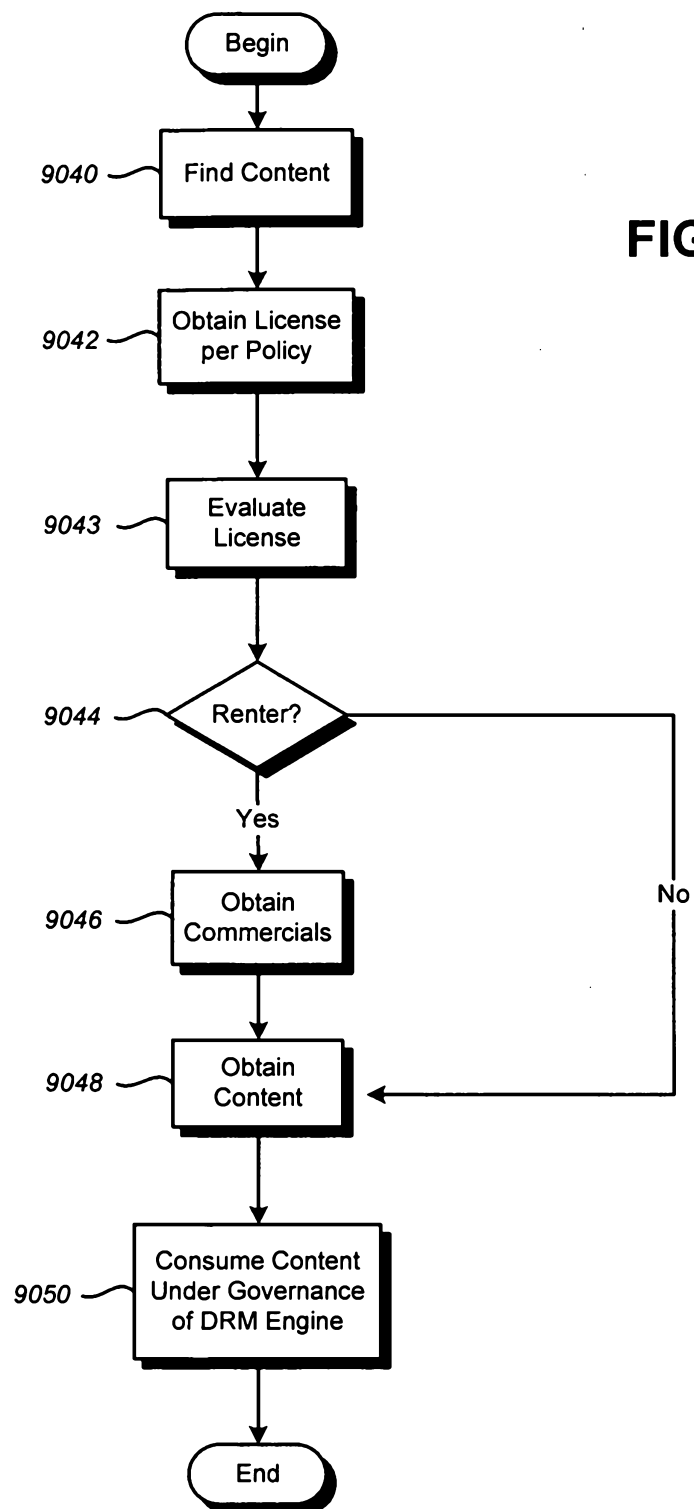 Begin
9040
Find Content
FIG
9042
Obtain License
per Policy
9043
Evaluate
License
9044
Renter?
Yes
No
9046
Obtain
Commercials
9048
Obtain
Content
9050
Consume Content
Under Governance
of DRM Engine
End